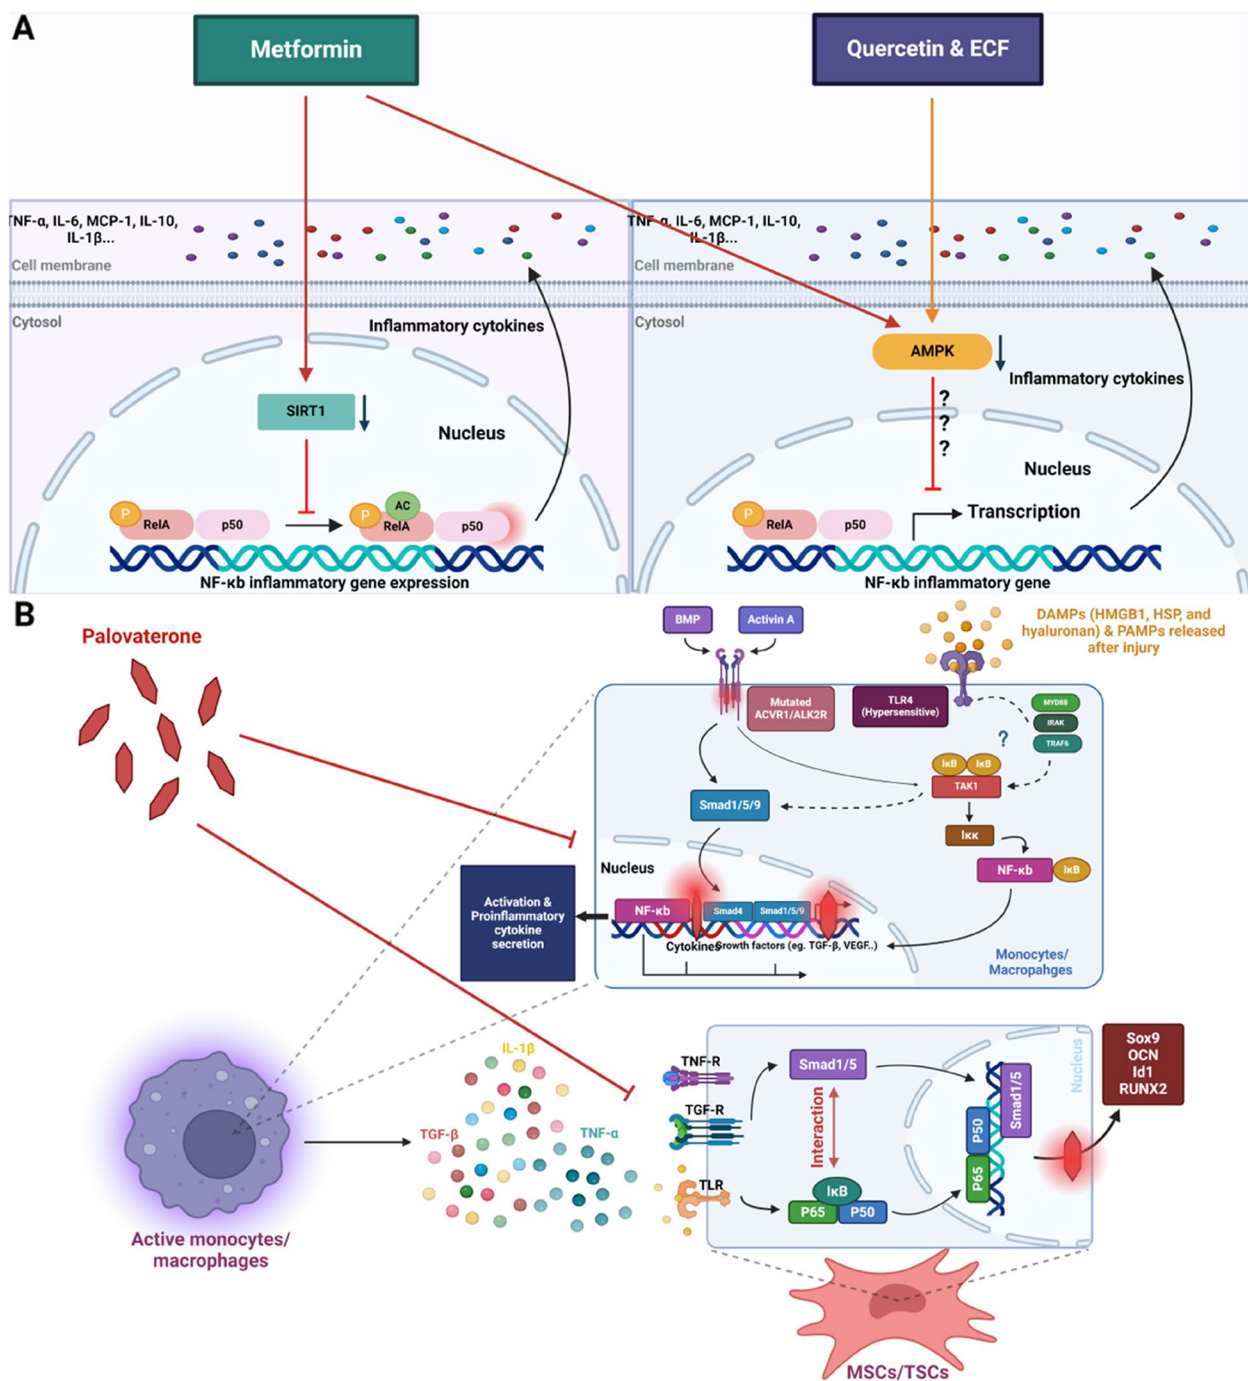 A
Metformin
Quercetin & ECF
TNF-α, IL-6, MCP-1, IL-10,
IL-1β...
Cell membrane
Cytosol
Inflammatory cytokines
SIRT1
Nucleus
P
RelA
p50
P
AC
RelA
p50
NF-κb inflammatory gene expression
TNF-α, IL-6, MCP-1, IL-10,
IL-1β...
Cell membrane
Cytosol
AMPK
Inflammatory cytokines
?
?
?
Nucleus
P
RelA
p50
Transcription
NF-κb inflammatory gene
B
Palovaterone
BMP
Activin A
DAMPs (HMGB1, HSP, and
hyaluronan) & PAMPs released
after injury
Mutated
ACVR1/ALK2R
TLR4
(Hypersensitive)
MYD88
IRAK
TRAF6
?
IκB
IκB
TAK1
Smad1/5/9
Iκκ
NF-κb
IκB
Nucleus
Activation &
Proinflammatory
cytokine
secretion
NF-κb
Smad4
Smad1/5/9
Cytokines
Growth factors (eg. TGF-β, VEGF..)
Monocytes/
Macropahges
Active monocytes/
macrophages
IL-1β
TGF-β
TNF-α
TNF-R
TGF-R
TLR
Smad1/5
Interaction
IκB
P65
P50
Nucleus
Smad1/5
P50
P65
Sox9
OCN
Id1
RUNX2
MSCs/TSCs